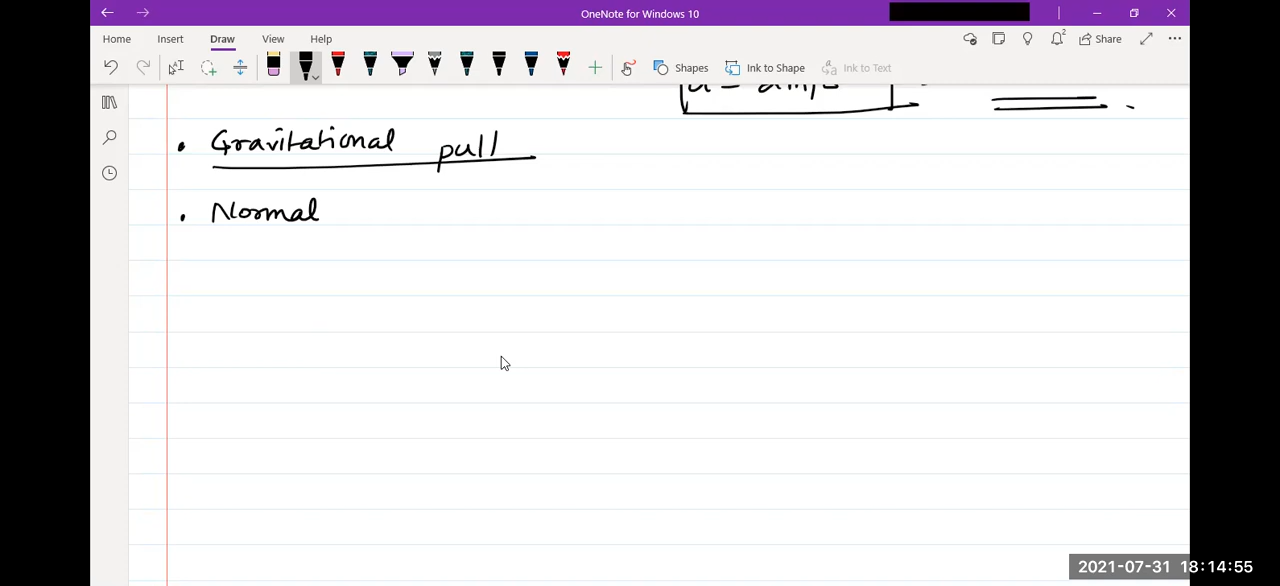 OneNote for Windows 10
Home Insert Draw View Help
Share
Shapes Ink to Shape Ink to Text
• Gravitational pull
• Normal
2021-07-31 18:14:55